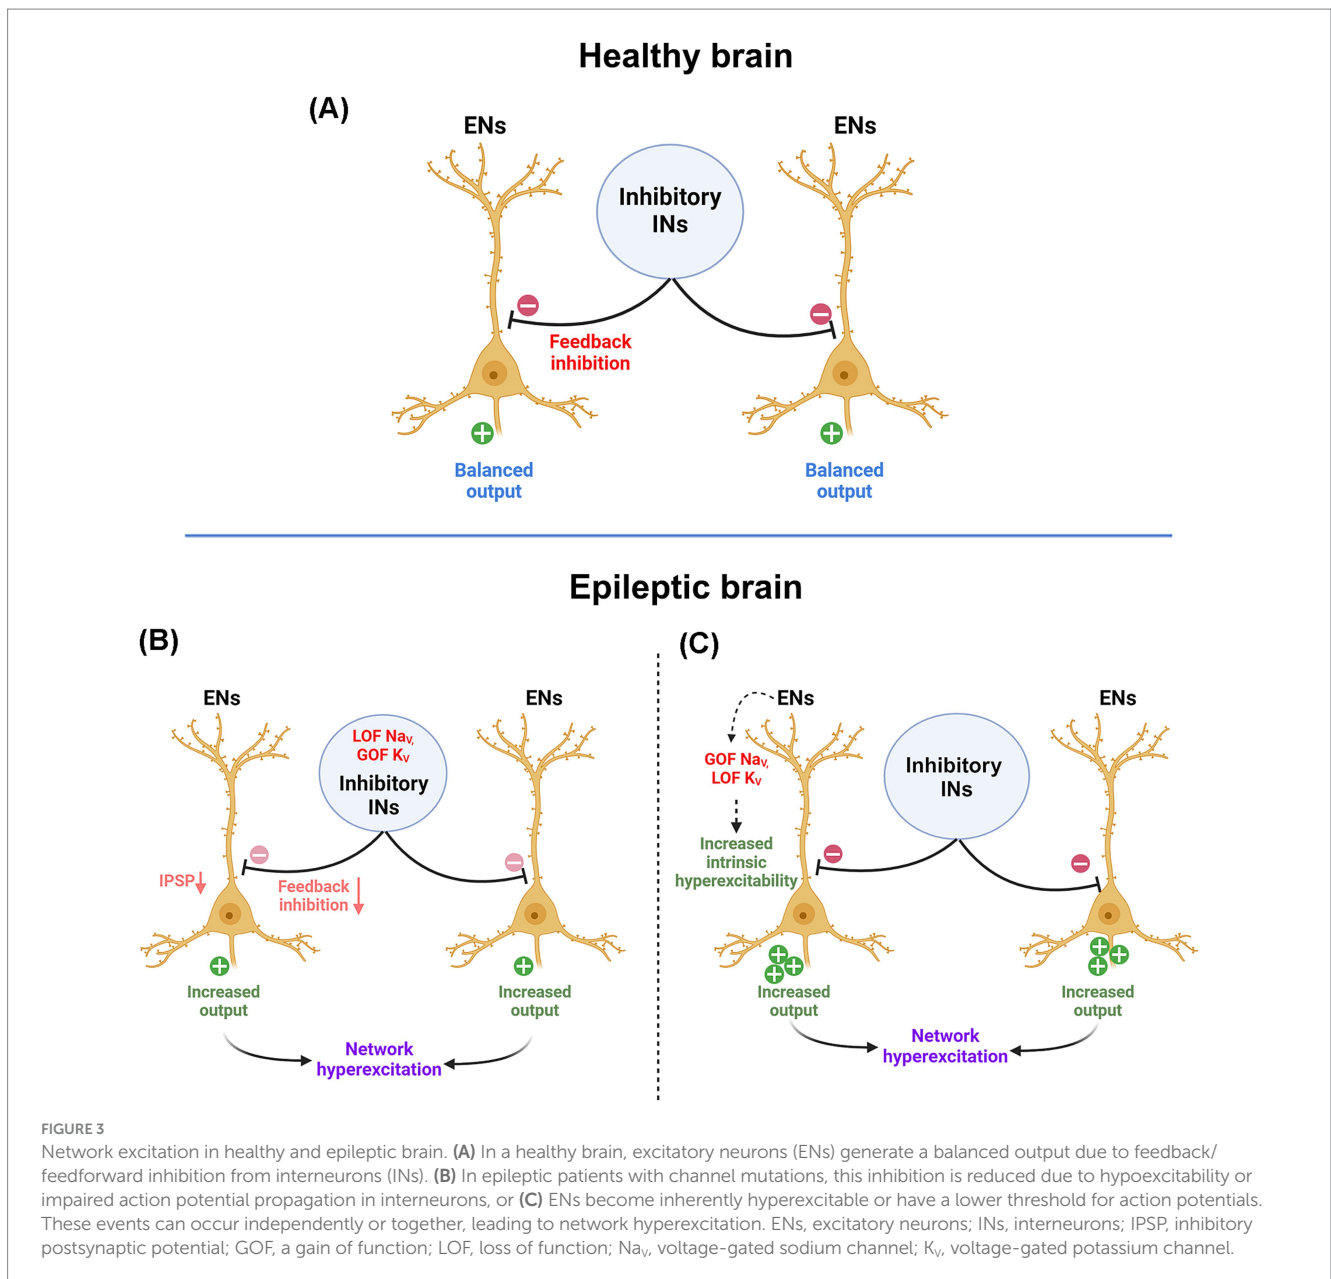 Healthy brain
(A)
ENs
ENs
Inhibitory
INs
Feedback
inhibition
Balanced
output
Balanced
output
Epileptic brain
(B)
ENs
ENs
LOF Naᵥ,
GOF Kᵥ
Inhibitory
INs
IPSP
Feedback
inhibition
Increased
output
Increased
output
Network
hyperexcitation
(C)
ENs
ENs
GOF Naᵥ,
LOF Kᵥ
Inhibitory
INs
Increased
intrinsic
hyperexcitability
Increased
output
Increased
output
Network
hyperexcitation
FIGURE 3
Network excitation in healthy and epileptic brain. (A) In a healthy brain, excitatory neurons (ENs) generate a balanced output due to feedback/
feedforward inhibition from interneurons (INs). (B) In epileptic patients with channel mutations, this inhibition is reduced due to hypoexcitability or
impaired action potential propagation in interneurons, or (C) ENs become inherently hyperexcitable or have a lower threshold for action potentials.
These events can occur independently or together, leading to network hyperexcitation. ENs, excitatory neurons; INs, interneurons; IPSP, inhibitory
postsynaptic potential; GOF, a gain of function; LOF, loss of function; Naᵥ, voltage-gated sodium channel; Kᵥ, voltage-gated potassium channel.